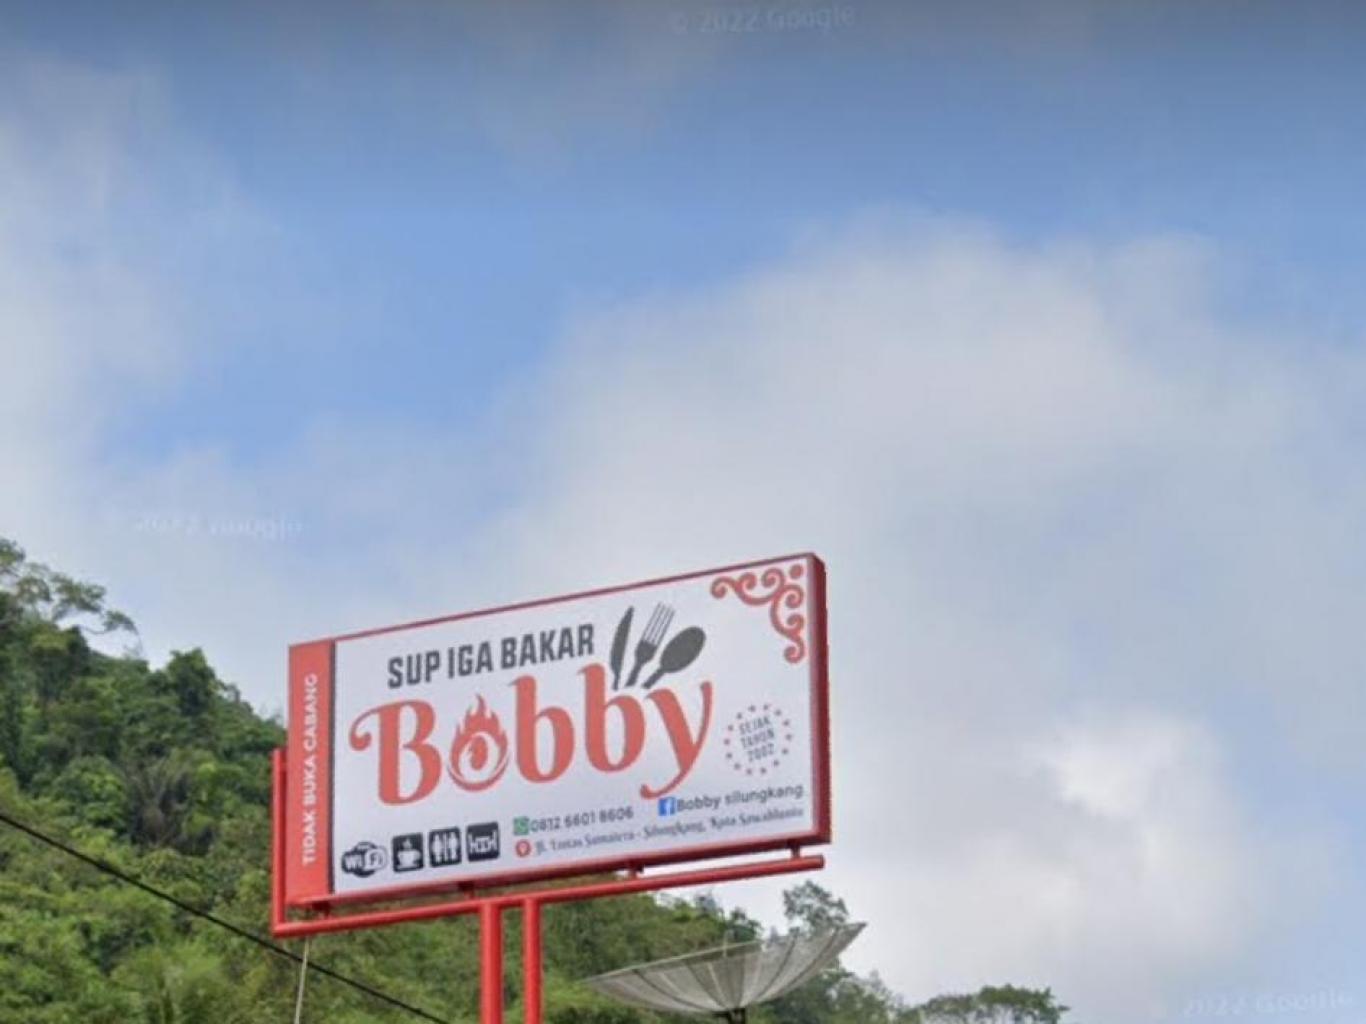 © 2022 Google
2022 Google
TIDAK BUKA CABANG
SUP IGA BAKAR
Bobby
SEJAK
TAHUN
2002
Bobby silungkang
0812 6601 8606
Jl. Lintas Sumatera - Silungkang, Kota Sawahlunto
WiFi
2022 Google